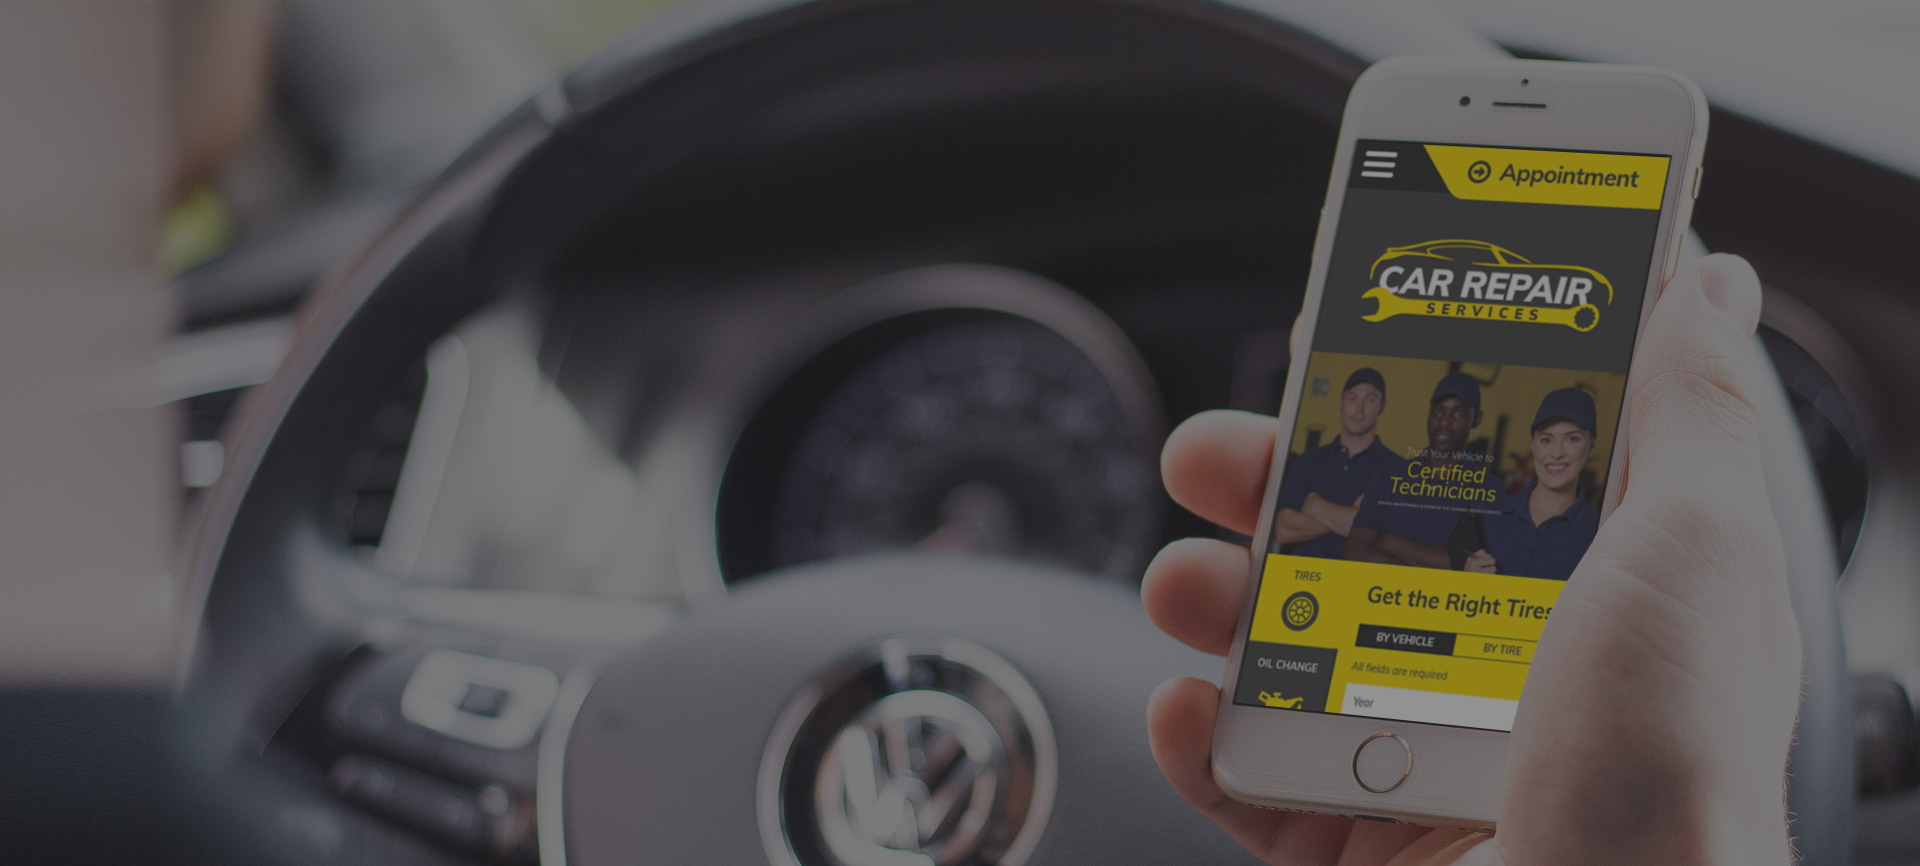 Appointment
CAR REPAIR
SERVICES
Trust Your Vehicle to
Certified
Technicians
TIRES
Get the Right Tires
BY VEHICLE
BY TIRE
All fields are required
OIL CHANGE
Year